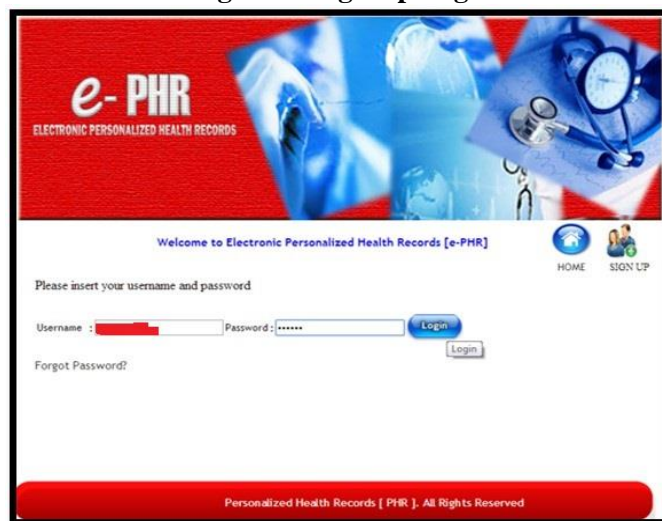 e- PHR
ELECTRONIC PERSONALIZED HEALTH RECORDS
Welcome to Electronic Personalized Health Records [e-PHR]
HOME SIGN UP
Please insert your username and password
Username : Password : •••••• Login
Login
Forgot Password?
Personalized Health Records [ PHR ]. All Rights Reserved